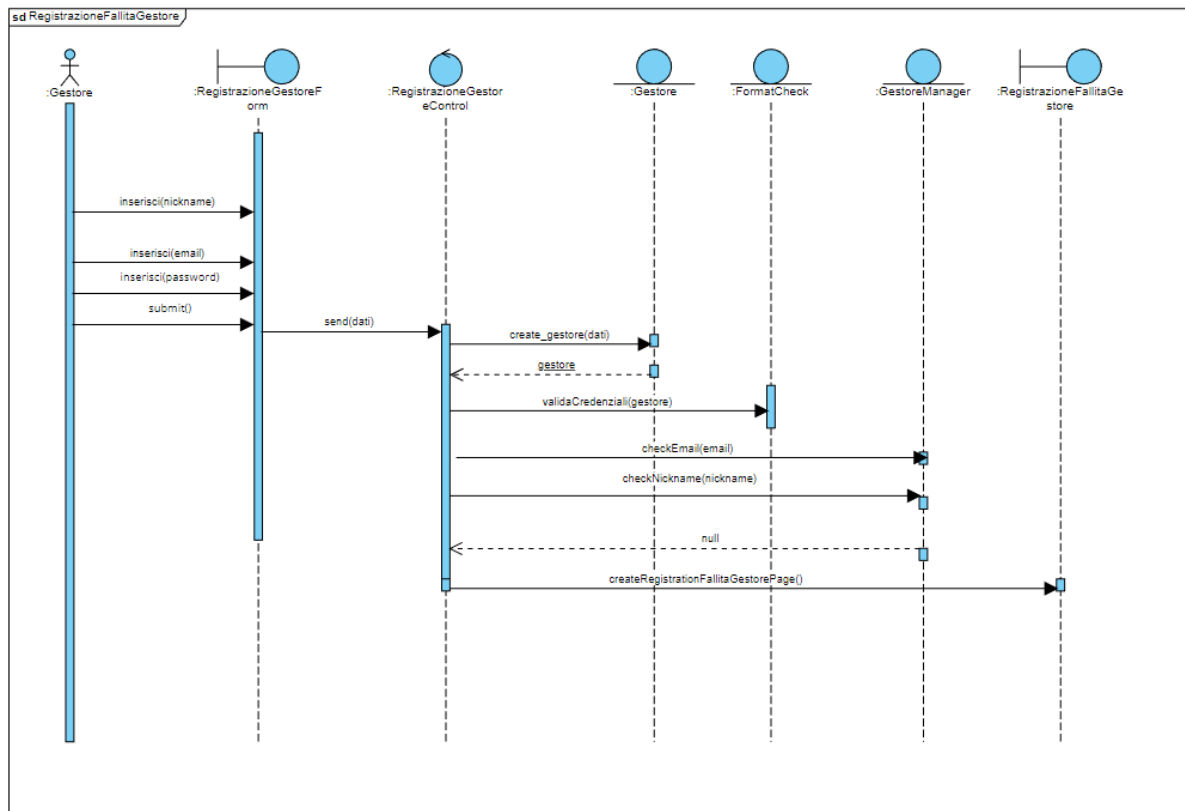 sd RegistrazioneFallitaGestore
:Gestore
:RegistrazioneGestoreF
orm
:RegistrazioneGestor
eControl
:Gestore
:FormatCheck
:GestoreManager
:RegistrazioneFallitaGe
store
inserisci(nickname)
inserisci(email)
inserisci(password)
submit()
send(dati)
create_gestore(dati)
gestore
validaCredenziali(gestore)
checkEmail(email)
checkNickname(nickname)
null
createRegistrationFallitaGestorePage()